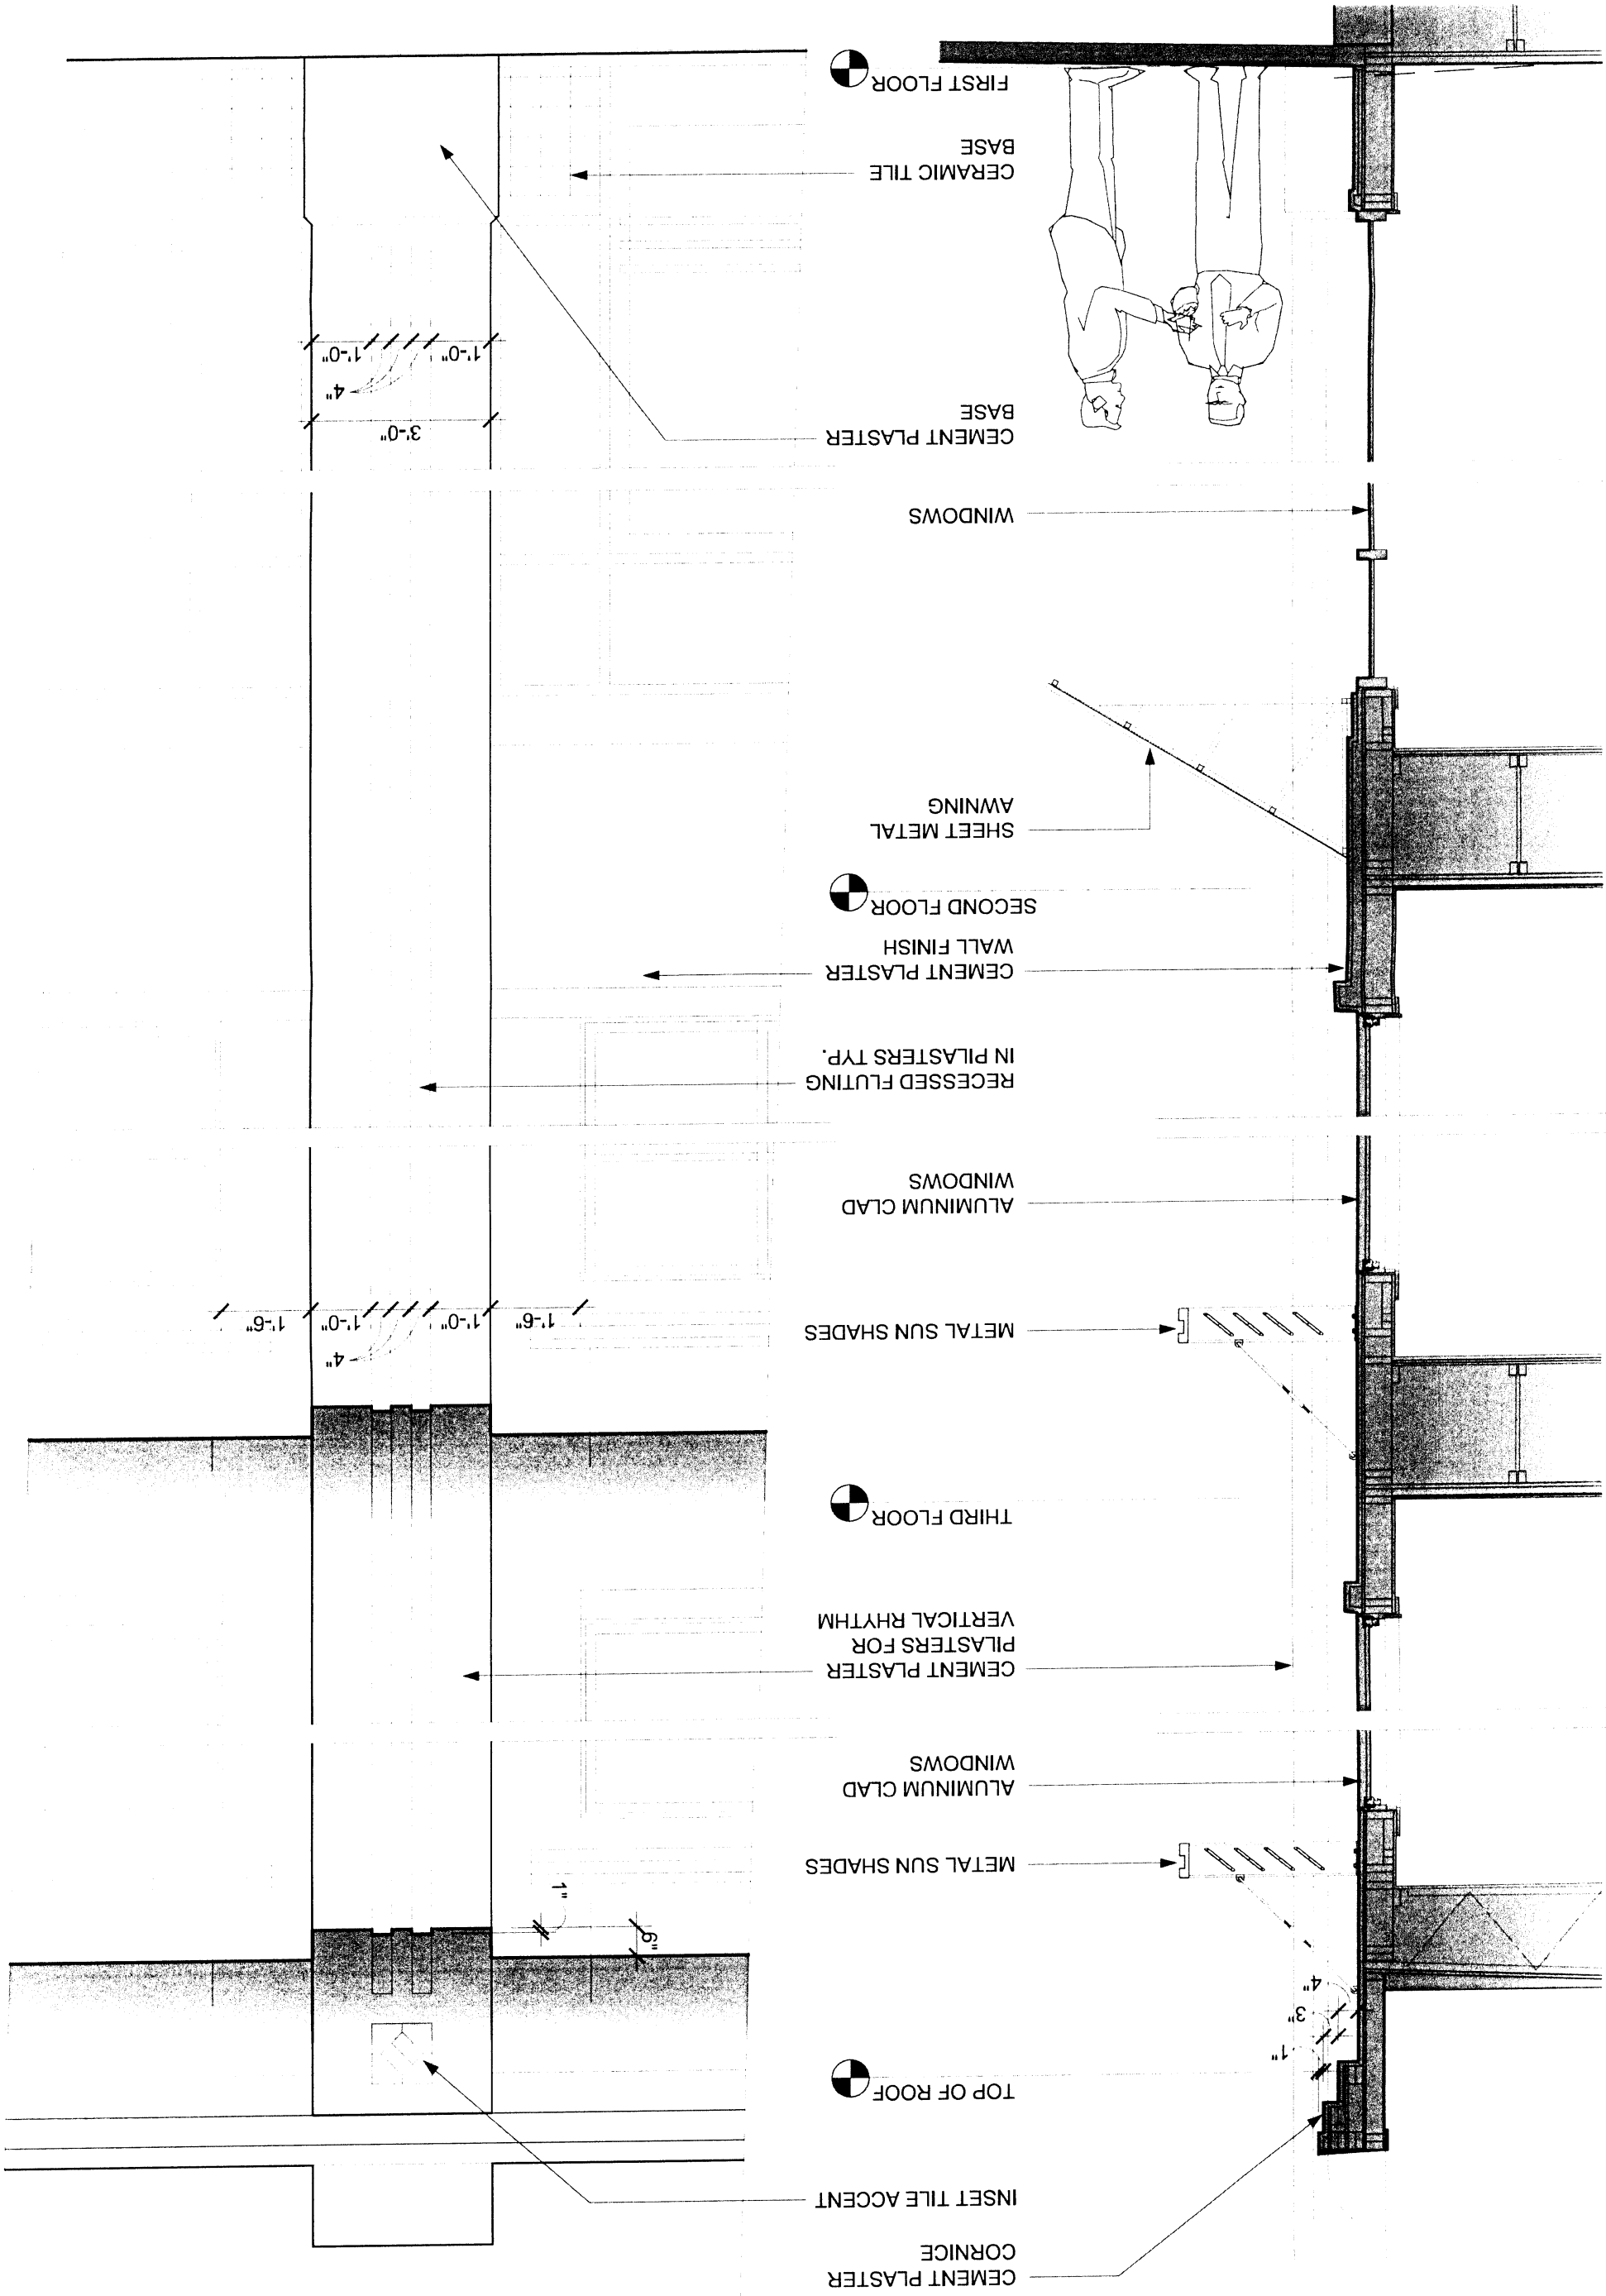 CEMENT PLASTER
CORNICE
INSET TILE ACCENT
TOP OF ROOF
1"
3"
4"
6"
1"
METAL SUN SHADES
ALUMINUM CLAD
WINDOWS
CEMENT PLASTER
PILASTERS FOR
VERTICAL RHYTHM
THIRD FLOOR
METAL SUN SHADES
4"
1'-6"
1'-0"
1'-0"
1'-6"
ALUMINUM CLAD
WINDOWS
RECESSED FLUTING
IN PILASTERS TYP.
CEMENT PLASTER
WALL FINISH
SECOND FLOOR
SHEET METAL
AWNING
WINDOWS
CEMENT PLASTER
BASE
3'-0"
4"
1'-0"
1'-0"
CERAMIC TILE
BASE
FIRST FLOOR